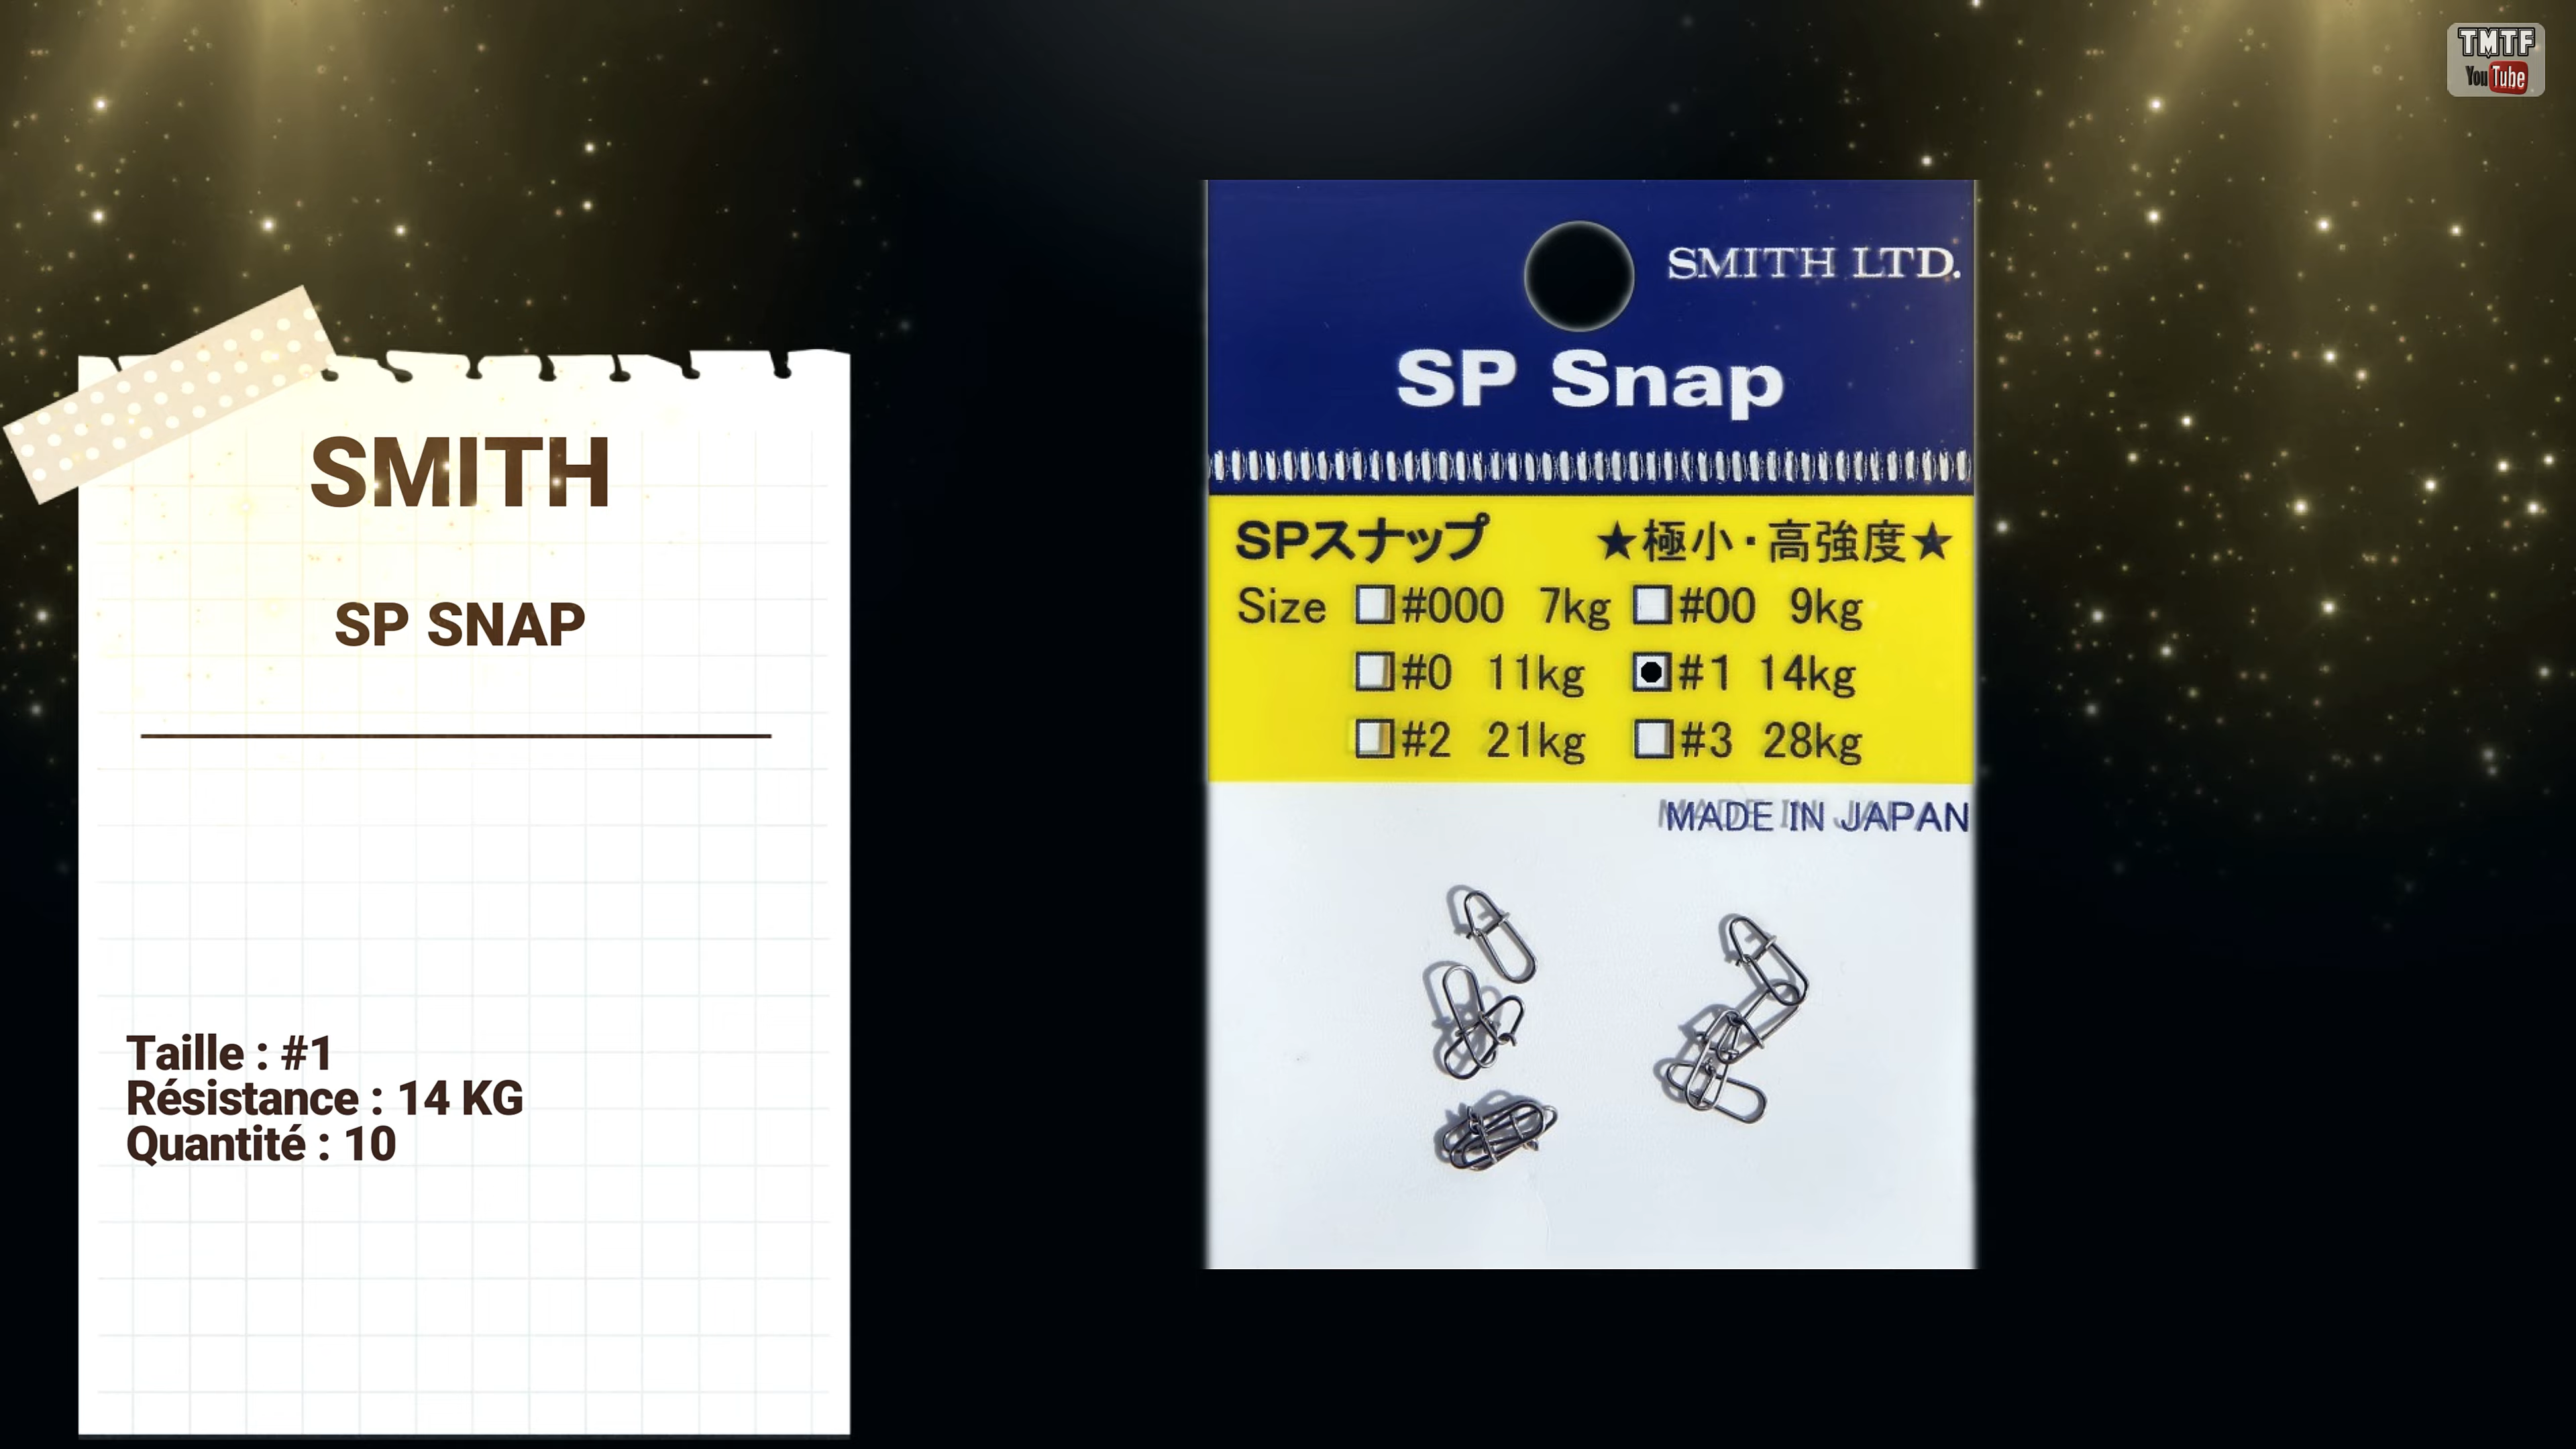 TMTF
YouTube
SMITH
SP SNAP
Taille : #1
Résistance : 14 KG
Quantité : 10
SMITH LTD.
SP Snap
SPスナップ ★極小・高強度★
Size #000 7kg #00 9kg
#0 11kg #1 14kg
#2 21kg #3 28kg
MADE IN JAPAN